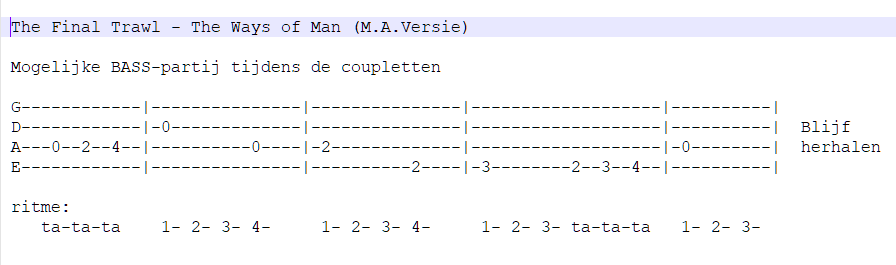 The Final Trawl - The Ways of Man (M.A.Versie)
Mogelijke BASS-partij tijdens de coupletten
G------------|---------------|---------------|-------------------|----------|
D------------|-0-------------|---------------|-------------------|----------|  Blijf
A---0--2--4--|----------0----|-2-------------|-------------------|-0--------|  herhalen
E------------|---------------|----------2----|-3--------2--3--4--|----------|
ritme:
   ta-ta-ta    1- 2- 3- 4-     1- 2- 3- 4-     1- 2- 3- ta-ta-ta   1- 2- 3-